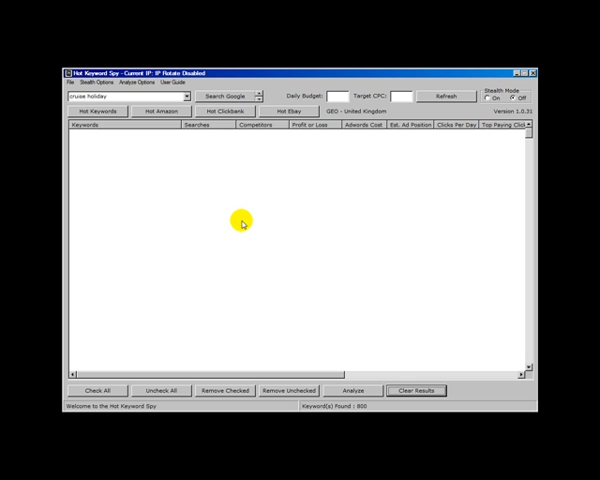 Hot Keyword Spy - Current IP: IP Rotate Disabled
File Stealth Options Analyze Options User Guide
cruise holiday Search Google Daily Budget: Target CPC: Refresh Stealth Mode On Off
Hot Keywords Hot Amazon Hot Clickbank Hot Ebay GEO - United Kingdom Version 1.0.31
Keywords Searches Competitors Profit or Loss Adwords Cost Est. Ad Position Clicks Per Day Top Paying Click
Check All Uncheck All Remove Checked Remove Unchecked Analyze Clear Results
Welcome to the Hot Keyword Spy Keyword(s) Found : 800